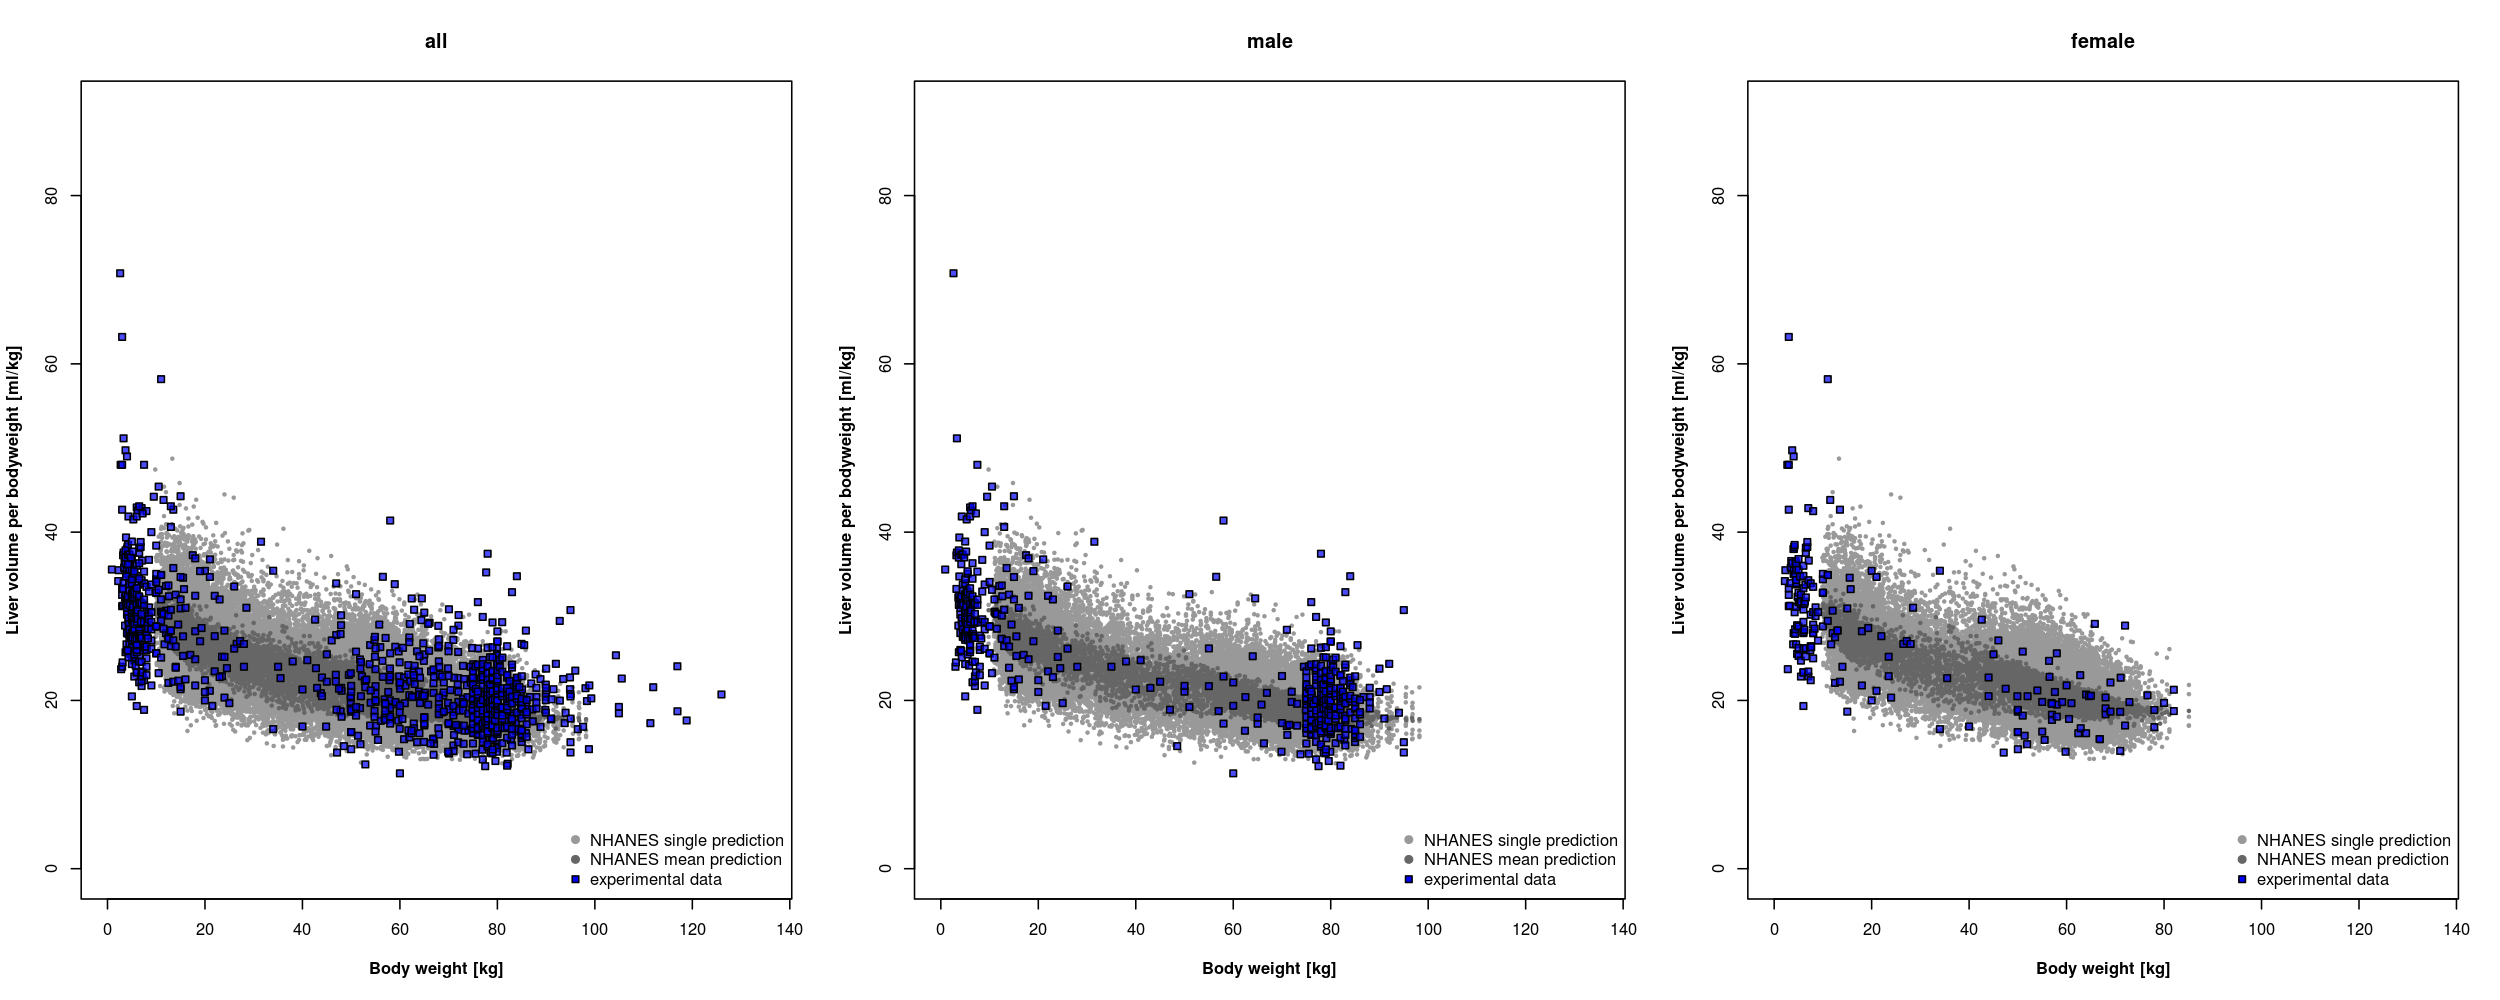 all
Liver volume per bodyweight [ml/kg]
80
60
40
20
0
NHANES single prediction
NHANES mean prediction
experimental data
0 20 40 60 80 100 120 140
Body weight [kg]
male
Liver volume per bodyweight [ml/kg]
80
60
40
20
0
NHANES single prediction
NHANES mean prediction
experimental data
0 20 40 60 80 100 120 140
Body weight [kg]
female
Liver volume per bodyweight [ml/kg]
80
60
40
20
0
NHANES single prediction
NHANES mean prediction
experimental data
0 20 40 60 80 100 120 140
Body weight [kg]